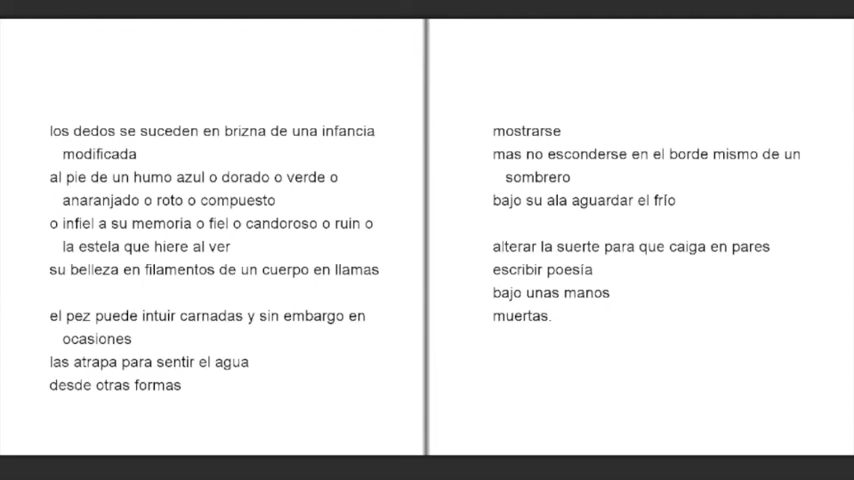 los dedos se suceden en brizna de una infancia
modificada
al pie de un humo azul o dorado o verde o
anaranjado o roto o compuesto
o infiel a su memoria o fiel o candoroso o ruin o
la estela que hiere al ver
su belleza en filamentos de un cuerpo en llamas
el pez puede intuir carnadas y sin embargo en
ocasiones
las atrapa para sentir el agua
desde otras formas
mostrarse
mas no esconderse en el borde mismo de un
sombrero
bajo su ala aguardar el frío
alterar la suerte para que caiga en pares
escribir poesía
bajo unas manos
muertas.